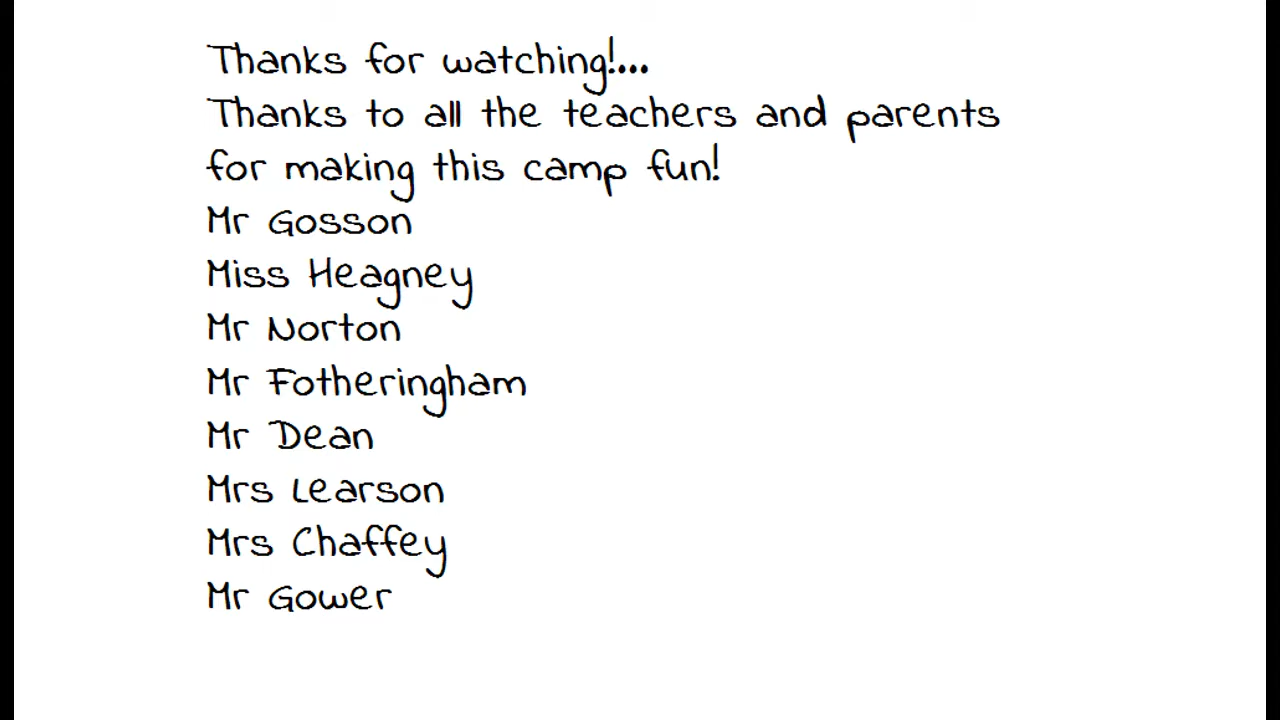 Thanks for watching!...
Thanks to all the teachers and parents
for making this camp fun!
Mr Gosson
Miss Heagney
Mr Norton
Mr Fotheringham
Mr Dean
Mrs Learson
Mrs Chaffey
Mr Gower